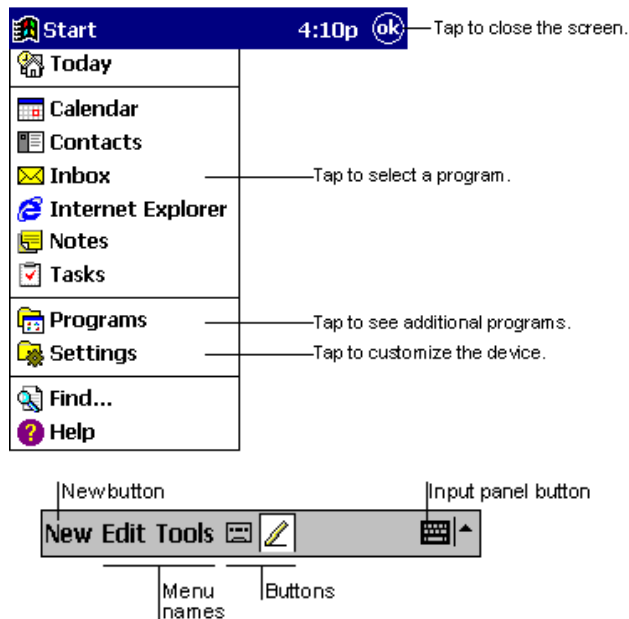 Start 4:10p ok Tap to close the screen.
Today
Calendar
Contacts
Inbox Tap to select a program.
Internet Explorer
Notes
Tasks
Programs Tap to see additional programs.
Settings Tap to customize the device.
Find...
? Help
New button Input panel button
New Edit Tools
Menu names Buttons